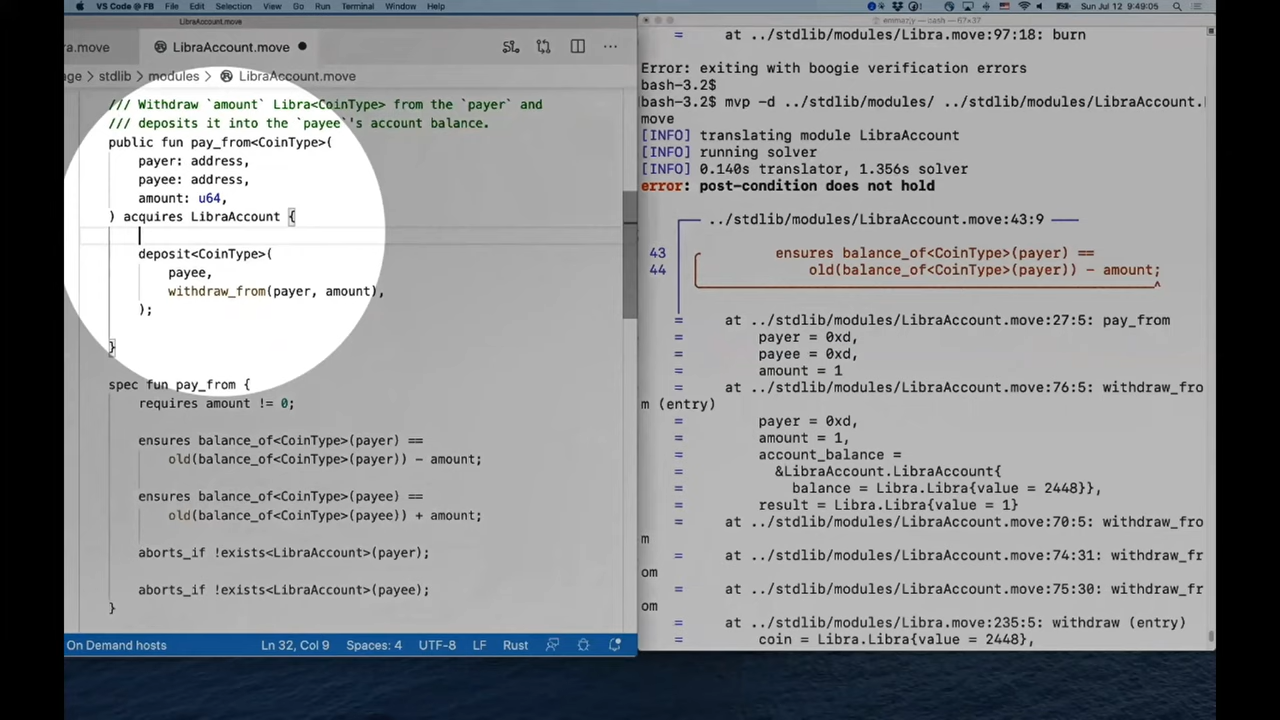 VS Code @ FB File Edit Selection View Go Run Terminal Window Help
Sun Jul 12 9:49:05
LibraAccount.move
emmazjy — bash — 67×37
ra.move LibraAccount.move
ge > stdlib > modules > LibraAccount.move
/// Withdraw `amount` Libra<CoinType> from the `payer` and
/// deposits it into the `payee`'s account balance.
public fun pay_from<CoinType>(
payer: address,
payee: address,
amount: u64,
) acquires LibraAccount {
deposit<CoinType>(
payee,
withdraw_from(payer, amount),
);
}
spec fun pay_from {
requires amount != 0;
ensures balance_of<CoinType>(payer) ==
old(balance_of<CoinType>(payer)) - amount;
ensures balance_of<CoinType>(payee) ==
old(balance_of<CoinType>(payee)) + amount;
aborts_if !exists<LibraAccount>(payer);
aborts_if !exists<LibraAccount>(payee);
}
On Demand hosts Ln 32, Col 9 Spaces: 4 UTF-8 LF Rust
= at ../stdlib/modules/Libra.move:97:18: burn
Error: exiting with boogie verification errors
bash-3.2$
bash-3.2$ mvp -d ../stdlib/modules/ ../stdlib/modules/LibraAccount.
move
[INFO] translating module LibraAccount
[INFO] running solver
[INFO] 0.140s translator, 1.356s solver
error: post-condition does not hold
../stdlib/modules/LibraAccount.move:43:9
43 ensures balance_of<CoinType>(payer) ==
44 old(balance_of<CoinType>(payer)) - amount;
^
= at ../stdlib/modules/LibraAccount.move:27:5: pay_from
= payer = 0xd,
= payee = 0xd,
= amount = 1
= at ../stdlib/modules/LibraAccount.move:76:5: withdraw_fro
m (entry)
= payer = 0xd,
= amount = 1,
= account_balance =
= &LibraAccount.LibraAccount{
= balance = Libra.Libra{value = 2448}},
= result = Libra.Libra{value = 1}
= at ../stdlib/modules/LibraAccount.move:70:5: withdraw_fro
m
= at ../stdlib/modules/LibraAccount.move:74:31: withdraw_fr
om
= at ../stdlib/modules/LibraAccount.move:75:30: withdraw_fr
om
= at ../stdlib/modules/Libra.move:235:5: withdraw (entry)
= coin = Libra.Libra{value = 2448},